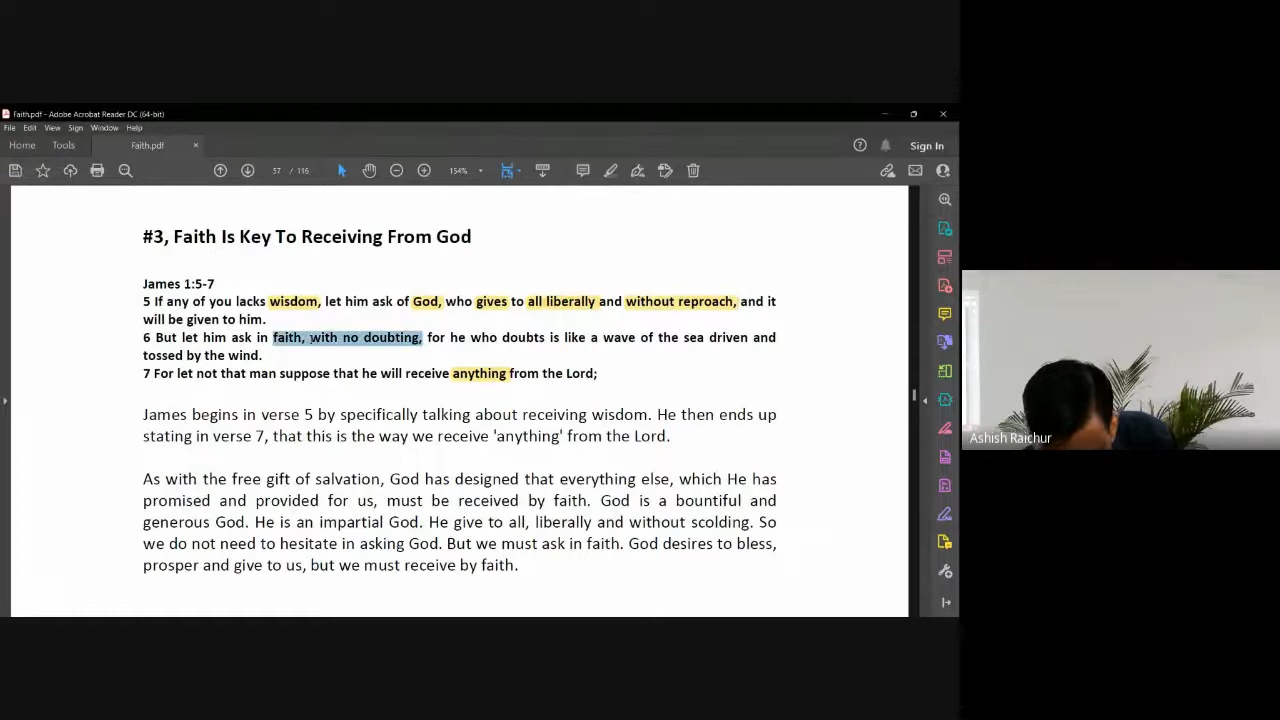 Faith.pdf - Adobe Acrobat Reader DC (64-bit)
File Edit View Sign Window Help
Home Tools Faith.pdf × Sign In
57 / 116 154%
#3, Faith Is Key To Receiving From God
James 1:5-7
5 If any of you lacks wisdom, let him ask of God, who gives to all liberally and without reproach, and it
will be given to him.
6 But let him ask in faith, with no doubting, for he who doubts is like a wave of the sea driven and
tossed by the wind.
7 For let not that man suppose that he will receive anything from the Lord;
James begins in verse 5 by specifically talking about receiving wisdom. He then ends up
stating in verse 7, that this is the way we receive 'anything' from the Lord.
As with the free gift of salvation, God has designed that everything else, which He has
promised and provided for us, must be received by faith. God is a bountiful and
generous God. He is an impartial God. He give to all, liberally and without scolding. So
we do not need to hesitate in asking God. But we must ask in faith. God desires to bless,
prosper and give to us, but we must receive by faith.
Ashish Raichur